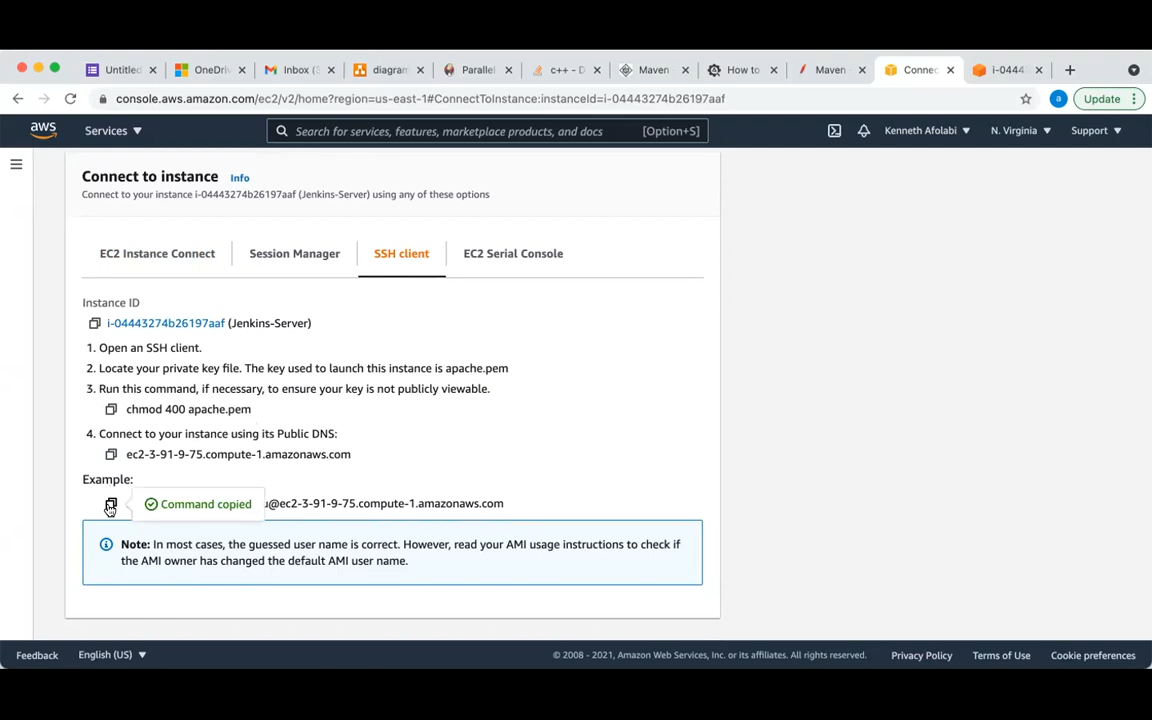 Untitled
OneDriv
Inbox (3
diagram
Parallel
c++ - D
Maven -
How to
Maven -
Connec
i-0444
console.aws.amazon.com/ec2/v2/home?region=us-east-1#ConnectToInstance:instanceId=i-04443274b26197aaf
a
Update
aws
Services
Search for services, features, marketplace products, and docs
[Option+S]
Kenneth Afolabi
N. Virginia
Support
Connect to instance Info
Connect to your instance i-04443274b26197aaf (Jenkins-Server) using any of these options
EC2 Instance Connect
Session Manager
SSH client
EC2 Serial Console
Instance ID
i-04443274b26197aaf (Jenkins-Server)
1. Open an SSH client.
2. Locate your private key file. The key used to launch this instance is apache.pem
3. Run this command, if necessary, to ensure your key is not publicly viewable.
chmod 400 apache.pem
4. Connect to your instance using its Public DNS:
ec2-3-91-9-75.compute-1.amazonaws.com
Example:
Command copied
u@ec2-3-91-9-75.compute-1.amazonaws.com
Note: In most cases, the guessed user name is correct. However, read your AMI usage instructions to check if
the AMI owner has changed the default AMI user name.
Feedback
English (US)
© 2008 - 2021, Amazon Web Services, Inc. or its affiliates. All rights reserved.
Privacy Policy
Terms of Use
Cookie preferences